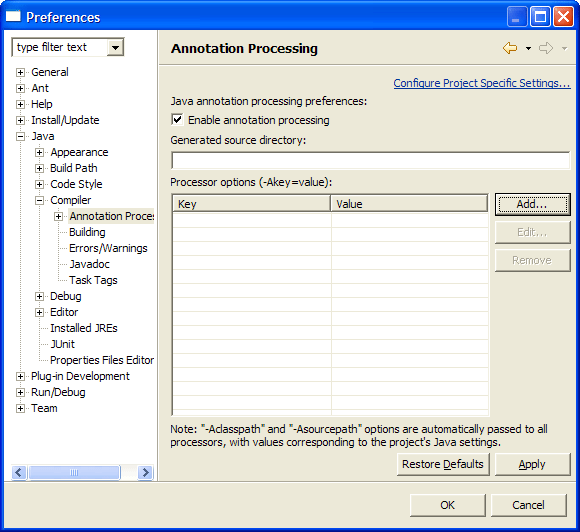 Preferences
type filter text
General
Ant
Help
Install/Update
Java
Appearance
Build Path
Code Style
Compiler
Annotation Proces
Building
Errors/Warnings
Javadoc
Task Tags
Debug
Editor
Installed JREs
JUnit
Properties Files Editor
Plug-in Development
Run/Debug
Team
Annotation Processing
Configure Project Specific Settings...
Java annotation processing preferences:
Enable annotation processing
Generated source directory:
Processor options (-Akey=value):
Key Value
Add...
Edit...
Remove
Note: "-Aclasspath" and "-Asourcepath" options are automatically passed to all
processors, with values corresponding to the project's Java settings.
Restore Defaults Apply
OK Cancel